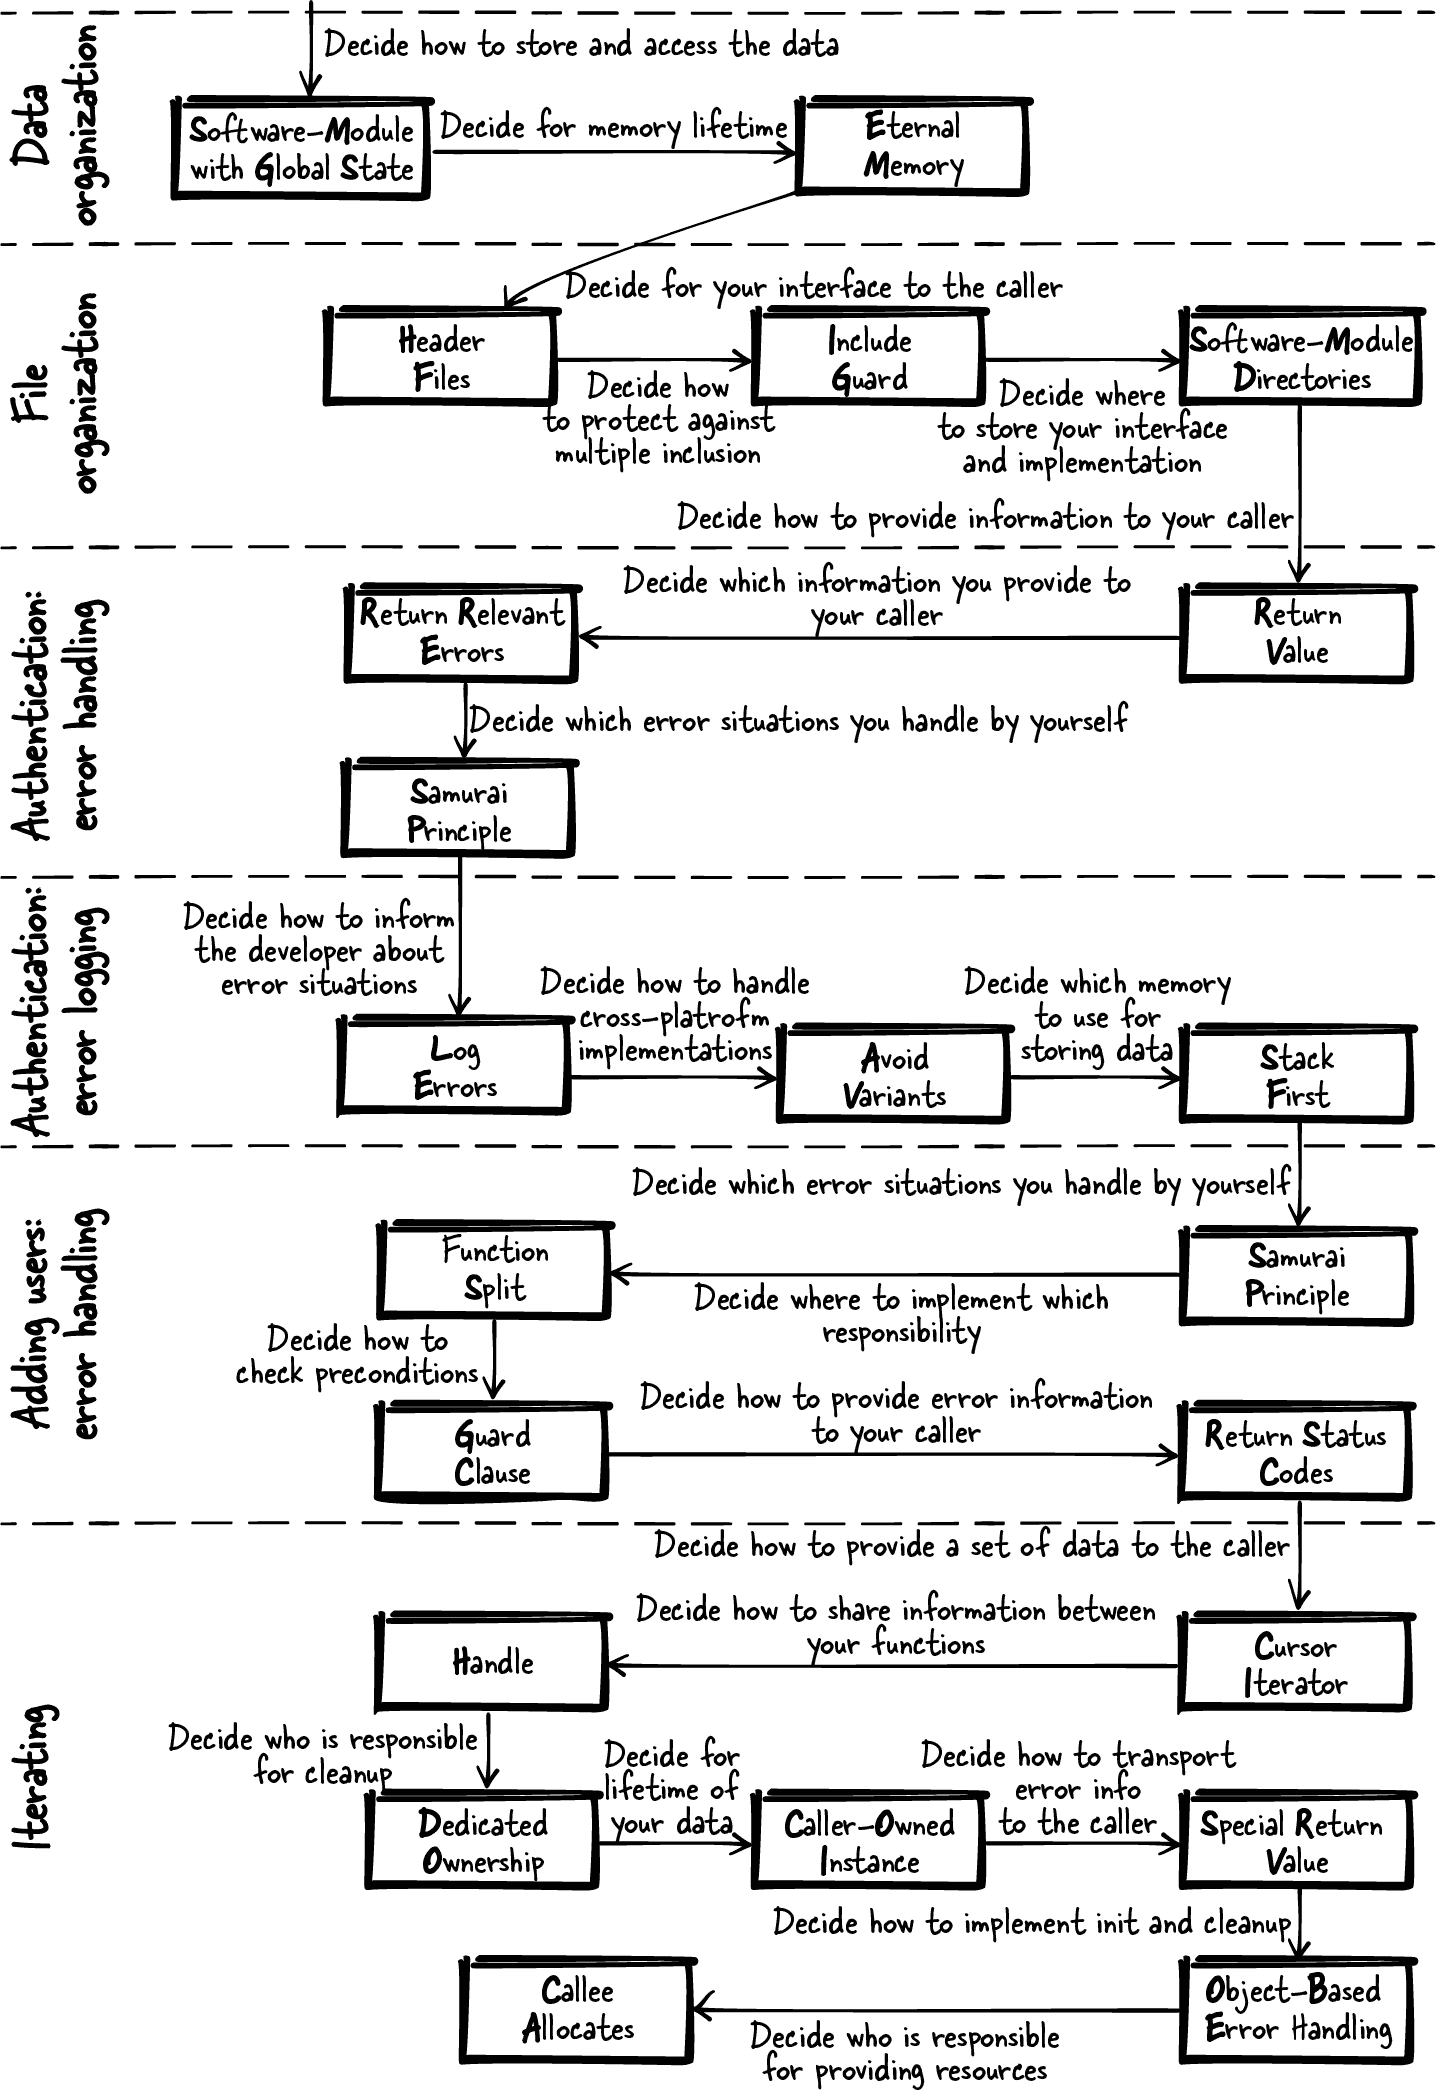 Data
organization
Decide how to store and access the data
Software-Module
with Global State
Decide for memory lifetime
Eternal
Memory
File
organization
Decide for your interface to the caller
Header
Files
Decide how
to protect against
multiple inclusion
Include
Guard
Decide where
to store your interface
and implementation
Software-Module
Directories
Decide how to provide information to your caller
Authentication:
error handling
Return
Value
Decide which information you provide to
your caller
Return Relevant
Errors
Decide which error situations you handle by yourself
Samurai
Principle
Authentication:
error logging
Decide how to inform
the developer about
error situations
Log
Errors
Decide how to handle
cross-platrofm
implementations
Avoid
Variants
Decide which memory
to use for
storing data
Stack
First
Adding users:
error handling
Decide which error situations you handle by yourself
Samurai
Principle
Decide where to implement which
responsibility
Function
Split
Decide how to
check preconditions
Guard
Clause
Decide how to provide error information
to your caller
Return Status
Codes
Iterating
Decide how to provide a set of data to the caller
Cursor
Iterator
Decide how to share information between
your functions
Handle
Decide who is responsible
for cleanup
Dedicated
Ownership
Decide for
lifetime of
your data
Caller-Owned
Instance
Decide how to transport
error info
to the caller
Special Return
Value
Decide how to implement init and cleanup
Object-Based
Error Handling
Decide who is responsible
for providing resources
Callee
Allocates